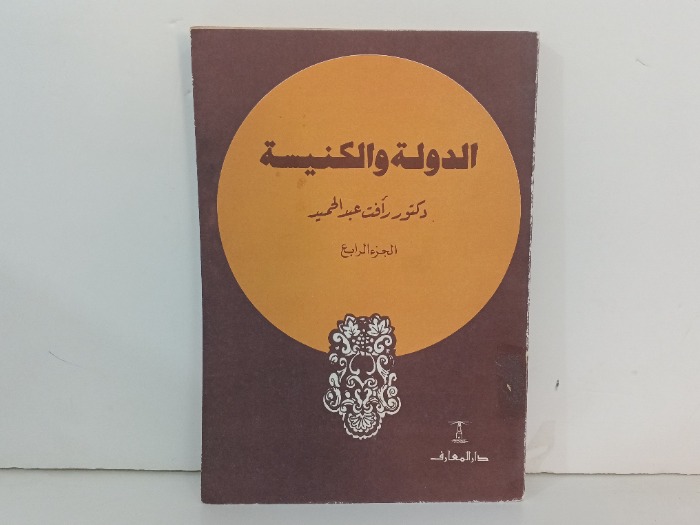 الدولة والكنيسة
دكتور رأفت عبد الحميد
الجزء الرابع
دار المعارف